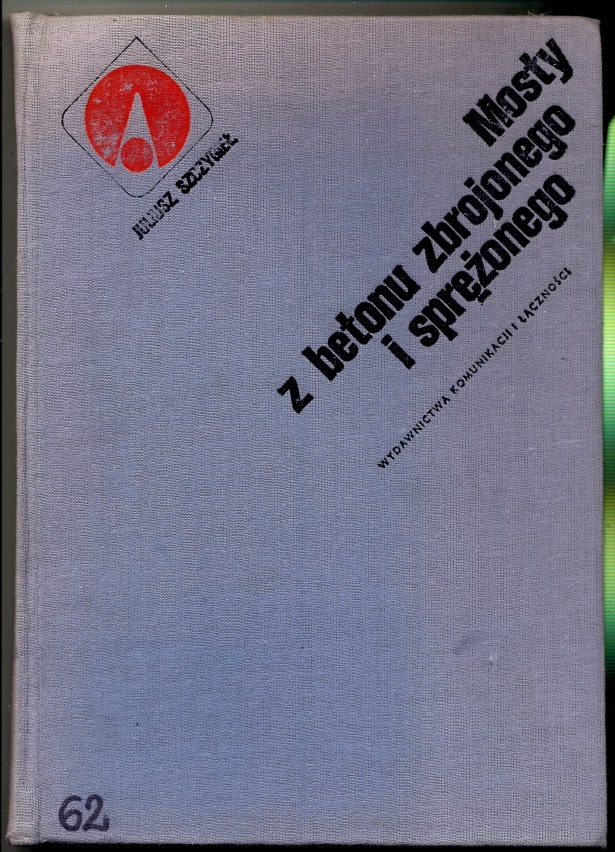 JULIUSZ SZCZYGIEŁ
Mosty
z betonu zbrojonego
i sprężonego
WYDAWNICTWA KOMUNIKACJI I ŁĄCZNOŚCI
62